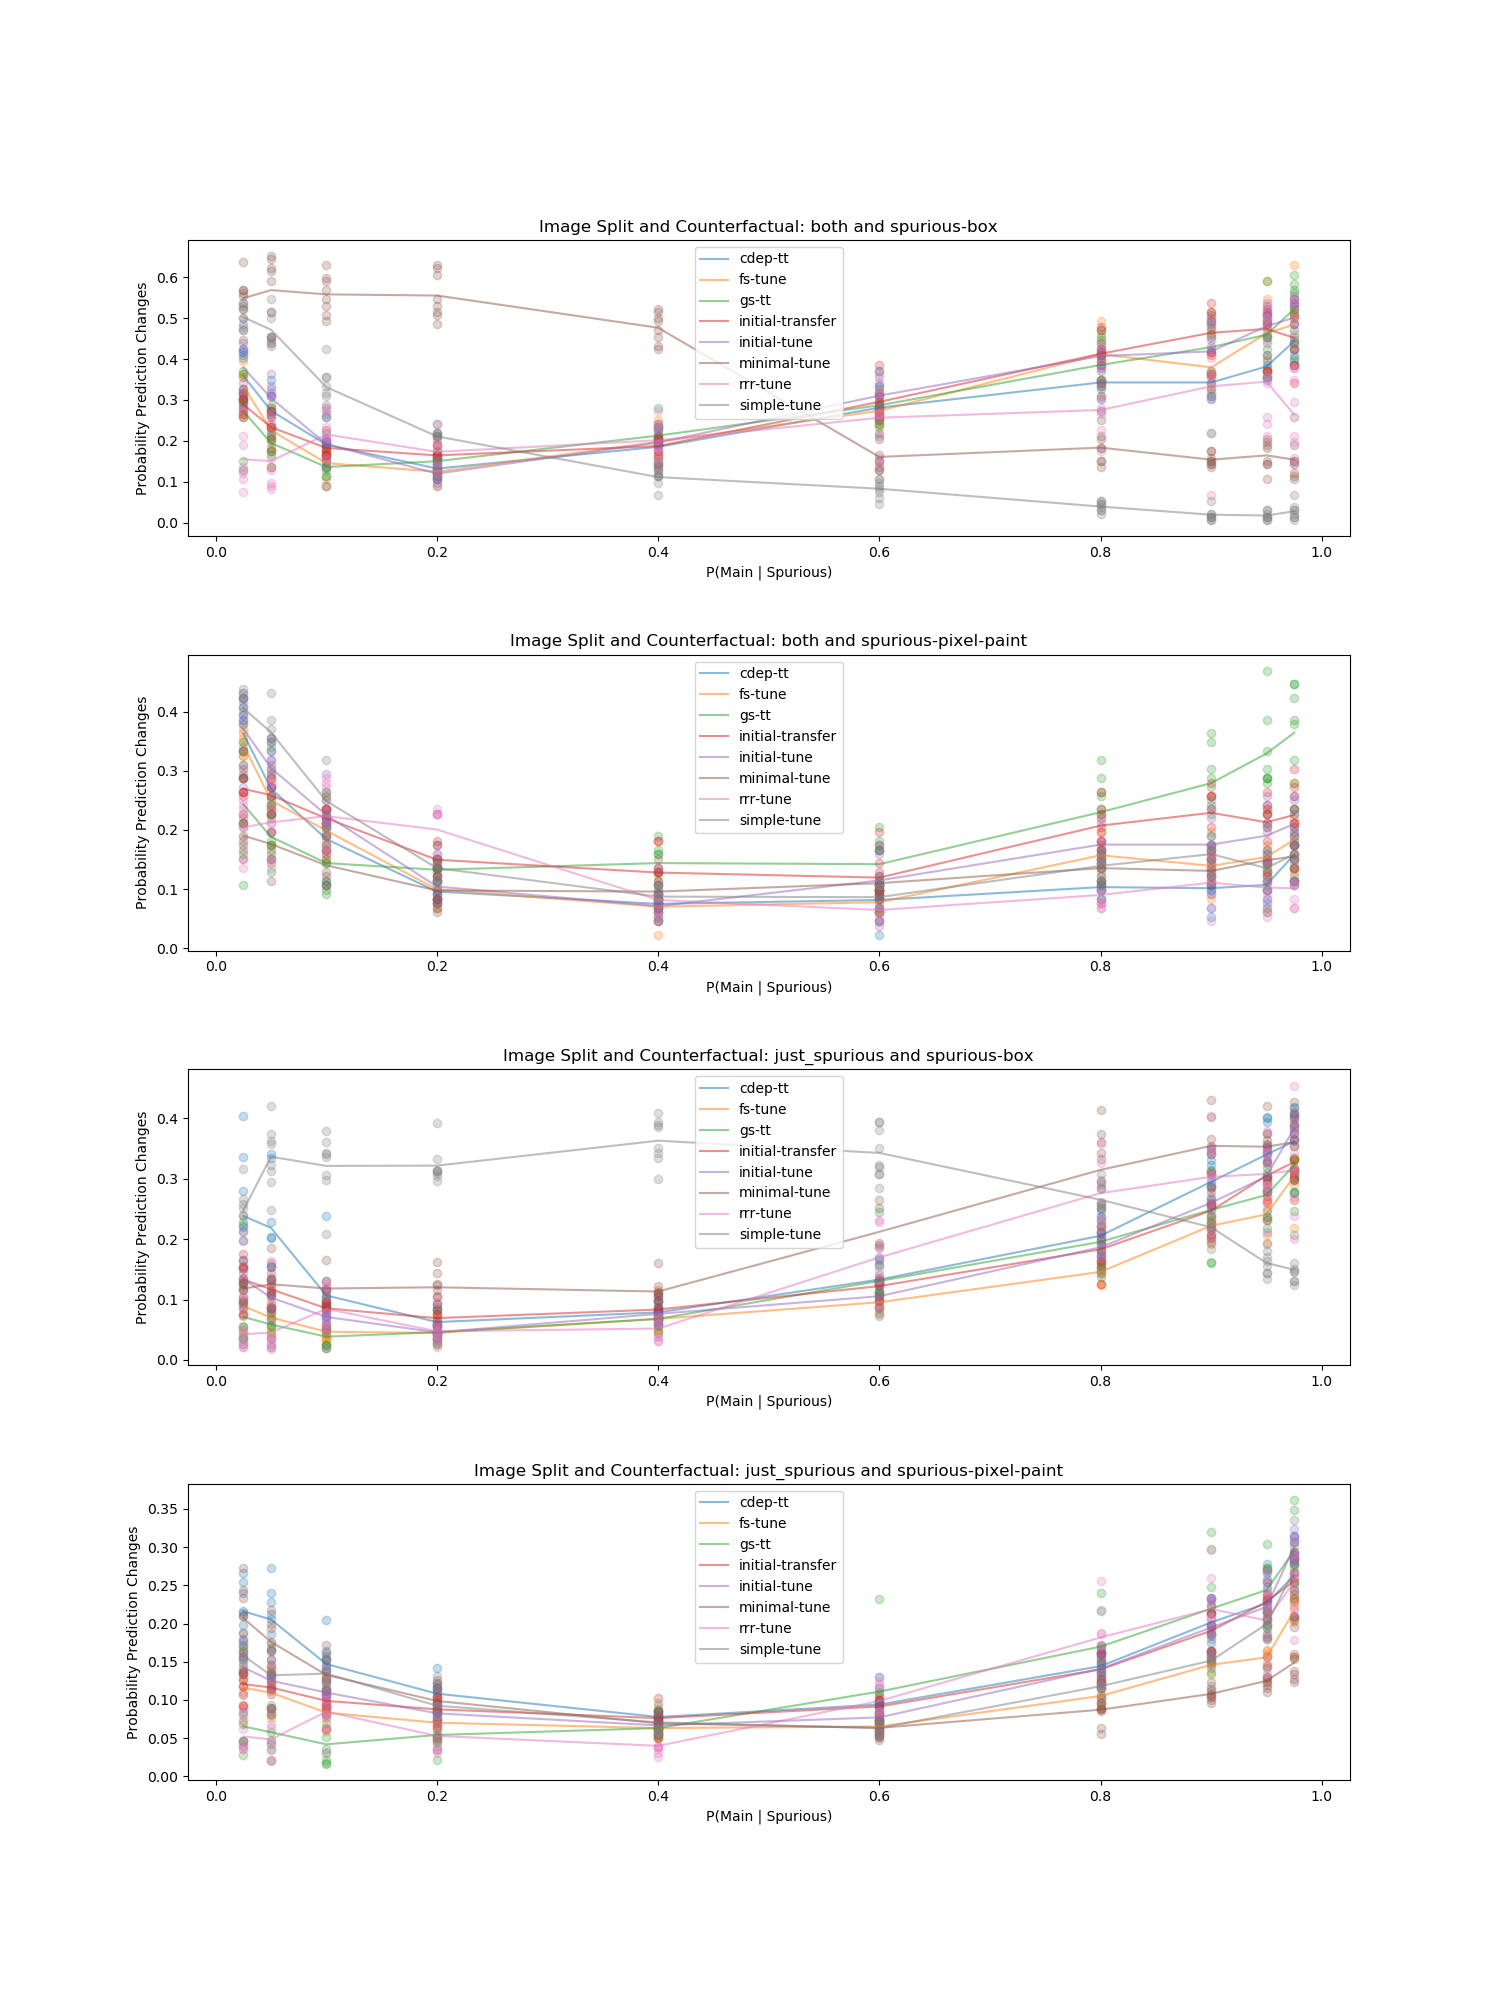 Image Split and Counterfactual: both and spurious-box
Probability Prediction Changes
0.6
0.5
0.4
0.3
0.2
0.1
0.0
cdep-tt
fs-tune
gs-tt
initial-transfer
initial-tune
minimal-tune
rrr-tune
simple-tune
0.0 0.2 0.4 0.6 0.8 1.0
P(Main | Spurious)
Image Split and Counterfactual: both and spurious-pixel-paint
Probability Prediction Changes
0.4
0.3
0.2
0.1
0.0
cdep-tt
fs-tune
gs-tt
initial-transfer
initial-tune
minimal-tune
rrr-tune
simple-tune
0.0 0.2 0.4 0.6 0.8 1.0
P(Main | Spurious)
Image Split and Counterfactual: just_spurious and spurious-box
Probability Prediction Changes
0.4
0.3
0.2
0.1
0.0
cdep-tt
fs-tune
gs-tt
initial-transfer
initial-tune
minimal-tune
rrr-tune
simple-tune
0.0 0.2 0.4 0.6 0.8 1.0
P(Main | Spurious)
Image Split and Counterfactual: just_spurious and spurious-pixel-paint
Probability Prediction Changes
0.35
0.30
0.25
0.20
0.15
0.10
0.05
0.00
cdep-tt
fs-tune
gs-tt
initial-transfer
initial-tune
minimal-tune
rrr-tune
simple-tune
0.0 0.2 0.4 0.6 0.8 1.0
P(Main | Spurious)